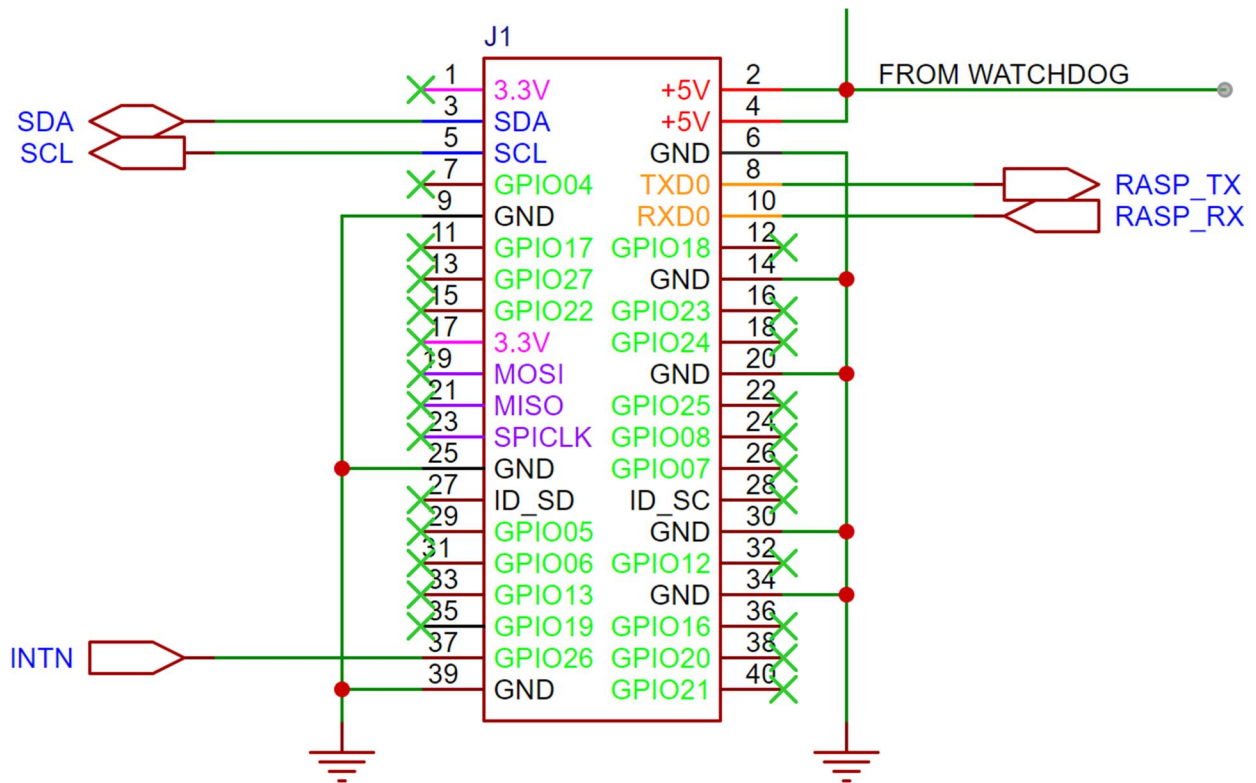 J1
FROM WATCHDOG
1 3.3V +5V 2
SDA 3 SDA +5V 4
SCL 5 SCL GND 6
7 GPIO04 TXD0 8 RASP_TX
9 GND RXD0 10 RASP_RX
11 GPIO17 GPIO18 12
13 GPIO27 GND 14
15 GPIO22 GPIO23 16
17 3.3V GPIO24 18
19 MOSI GND 20
21 MISO GPIO25 22
23 SPICLK GPIO08 24
25 GND GPIO07 26
27 ID_SD ID_SC 28
29 GPIO05 GND 30
31 GPIO06 GPIO12 32
33 GPIO13 GND 34
35 GPIO19 GPIO16 36
INTN 37 GPIO26 GPIO20 38
39 GND GPIO21 40